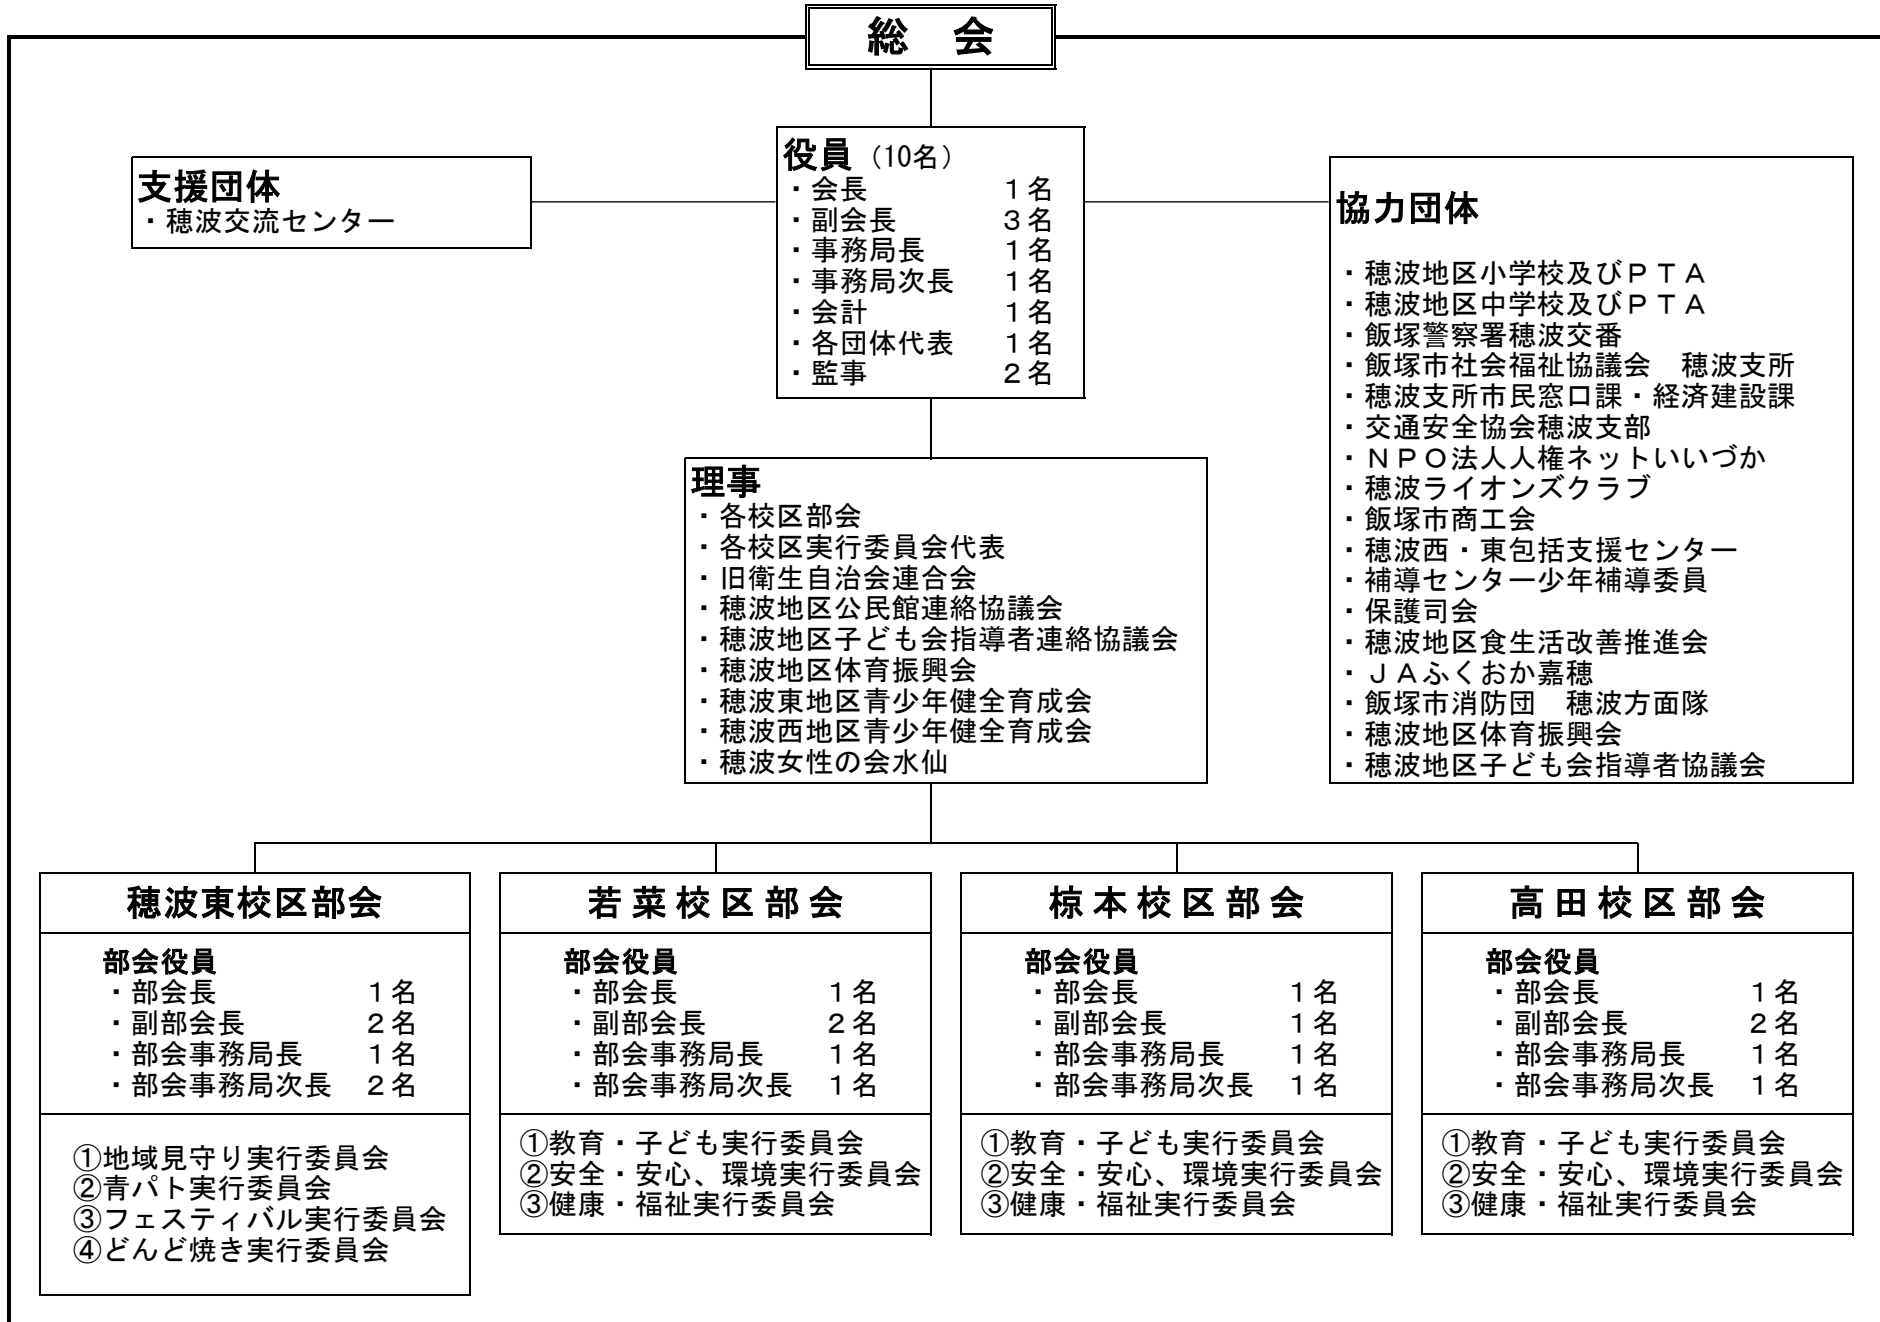 総　会
支援団体
・穂波交流センター
役員（10名）
・会長　1名
・副会長　3名
・事務局長　1名
・事務局次長　1名
・会計　1名
・各団体代表　1名
・監事　2名
協力団体
・穂波地区小学校及びＰＴＡ
・穂波地区中学校及びＰＴＡ
・飯塚警察署穂波交番
・飯塚市社会福祉協議会　穂波支所
・穂波支所市民窓口課・経済建設課
・交通安全協会穂波支部
・ＮＰＯ法人人権ネットいいづか
・穂波ライオンズクラブ
・飯塚市商工会
・穂波西・東包括支援センター
・補導センター少年補導委員
・保護司会
・穂波地区食生活改善推進会
・ＪＡふくおか嘉穂
・飯塚市消防団　穂波方面隊
・穂波地区体育振興会
・穂波地区子ども会指導者協議会
理事
・各校区部会
・各校区実行委員会代表
・旧衛生自治会連合会
・穂波地区公民館連絡協議会
・穂波地区子ども会指導者連絡協議会
・穂波地区体育振興会
・穂波東地区青少年健全育成会
・穂波西地区青少年健全育成会
・穂波女性の会水仙
穂波東校区部会
部会役員
・部会長　1名
・副部会長　2名
・部会事務局長　1名
・部会事務局次長　2名
①地域見守り実行委員会
②青パト実行委員会
③フェスティバル実行委員会
④どんど焼き実行委員会
若菜校区部会
部会役員
・部会長　1名
・副部会長　2名
・部会事務局長　1名
・部会事務局次長　1名
①教育・子ども実行委員会
②安全・安心、環境実行委員会
③健康・福祉実行委員会
椋本校区部会
部会役員
・部会長　1名
・副部会長　1名
・部会事務局長　1名
・部会事務局次長　1名
①教育・子ども実行委員会
②安全・安心、環境実行委員会
③健康・福祉実行委員会
高田校区部会
部会役員
・部会長　1名
・副部会長　2名
・部会事務局長　1名
・部会事務局次長　1名
①教育・子ども実行委員会
②安全・安心、環境実行委員会
③健康・福祉実行委員会